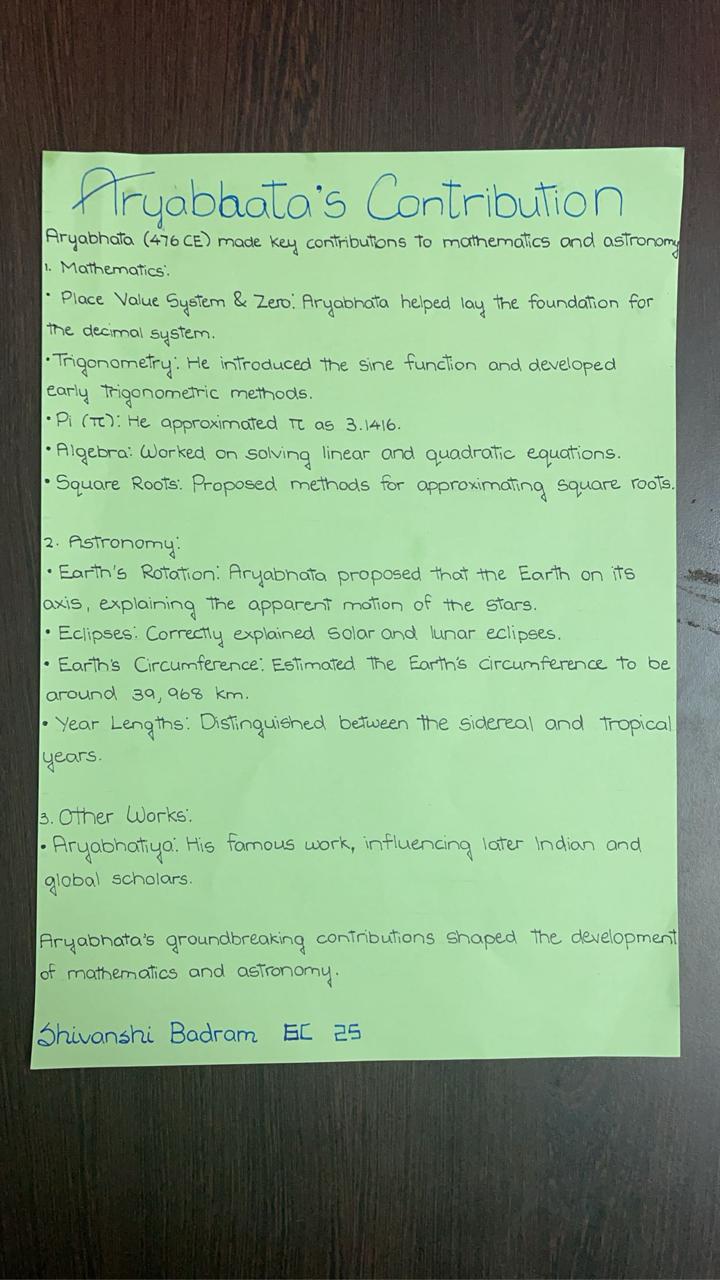 Aryabhata's Contribution
Aryabhata (476 CE) made key contributions to mathematics and astronomy
1. Mathematics:
• Place Value System & Zero: Aryabhata helped lay the foundation for
the decimal system.
• Trigonometry: He introduced the sine function and developed
early trigonometric methods.
• Pi (π): He approximated π as 3.1416.
• Algebra: Worked on solving linear and quadratic equations.
• Square Roots: Proposed methods for approximating square roots.
2. Astronomy:
• Earth's Rotation: Aryabhata proposed that the Earth on its
axis, explaining the apparent motion of the stars.
• Eclipses: Correctly explained solar and lunar eclipses.
• Earth's Circumference: Estimated the Earth's circumference to be
around 39,968 km.
• Year Lengths: Distinguished between the sidereal and tropical
years.
3. Other Works:
• Aryabhatiya: His famous work, influencing later Indian and
global scholars.
Aryabhata's groundbreaking contributions shaped the development
of mathematics and astronomy.
Shivanshi Badram 25